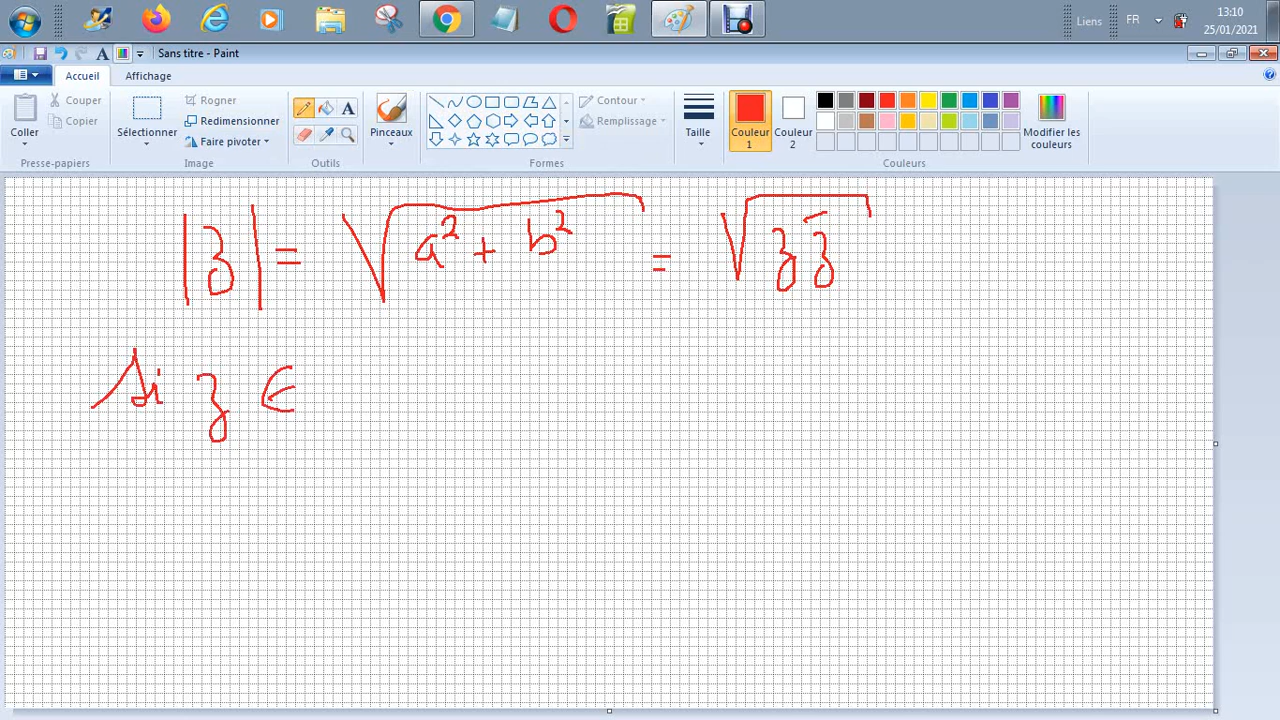 13:10
Liens
FR
25/01/2021
Sans titre - Paint
Accueil
Affichage
Coller
Couper
Copier
Presse-papiers
Sélectionner
Rogner
Redimensionner
Faire pivoter
Image
A
Outils
Pinceaux
Contour
Remplissage
Formes
Taille
Couleur 1
Couleur 2
Modifier les couleurs
Couleurs
|z| = √(a² + b²) = √(z z̄)
Si z ∈